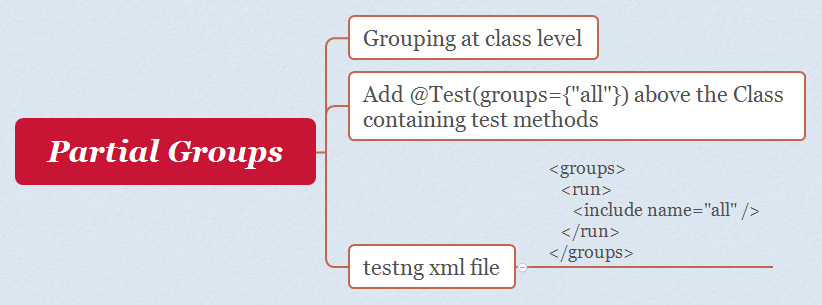 Partial Groups
Grouping at class level
Add @Test(groups={"all"}) above the Class
containing test methods
testng xml file
<groups>
<run>
<include name="all" />
</run>
</groups>